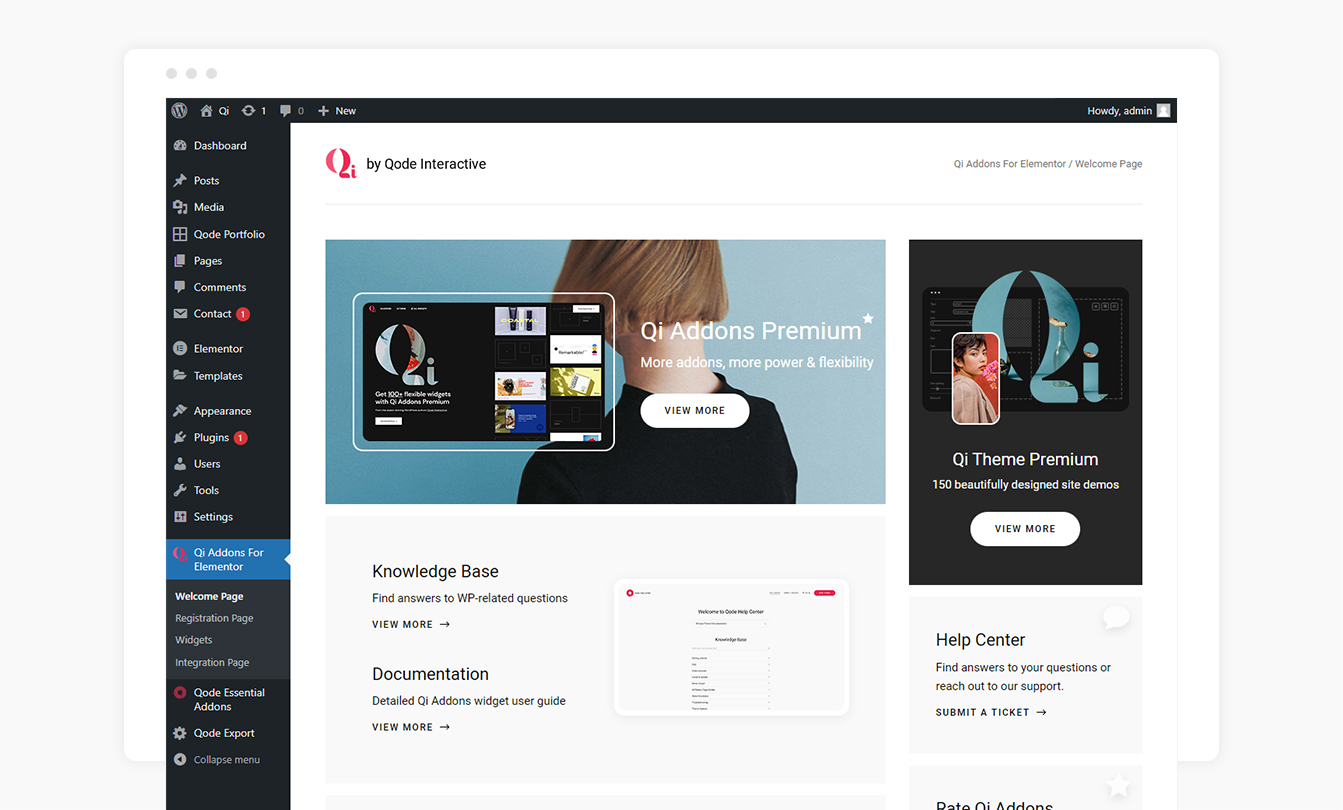 Qi
1
0
New
Howdy, admin
Dashboard
Posts
Media
Qode Portfolio
Pages
Comments
Contact 1
Elementor
Templates
Appearance
Plugins 1
Users
Tools
Settings
Qi Addons For
Elementor
Welcome Page
Registration Page
Widgets
Integration Page
Qode Essential
Addons
Qode Export
Collapse menu
Qi by Qode Interactive
Qi Addons For Elementor / Welcome Page
Qi
Get 100+ flexible widgets
with Qi Addons Premium
Qi Addons Premium
More addons, more power & flexibility
VIEW MORE
Qi
Qi Theme Premium
150 beautifully designed site demos
VIEW MORE
Knowledge Base
Find answers to WP-related questions
VIEW MORE
Documentation
Detailed Qi Addons widget user guide
VIEW MORE
Welcome to Qode Help Center
Knowledge Base
Help Center
Find answers to your questions or
reach out to our support.
SUBMIT A TICKET
Rate Qi Addons